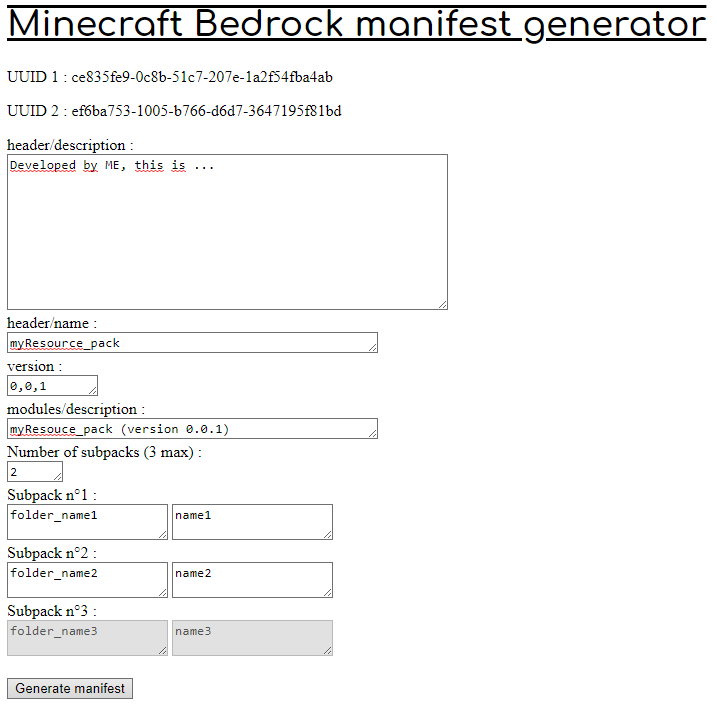 Minecraft Bedrock manifest generator
UUID 1 : ce835fe9-0c8b-51c7-207e-1a2f54fba4ab
UUID 2 : ef6ba753-1005-b766-d6d7-3647195f81bd
header/description :
Developed by ME, this is ...
header/name :
myResource_pack
version :
0,0,1
modules/description :
myResouce_pack (version 0.0.1)
Number of subpacks (3 max) :
2
Subpack n°1 :
folder_name1 name1
Subpack n°2 :
folder_name2 name2
Subpack n°3 :
folder_name3 name3
Generate manifest